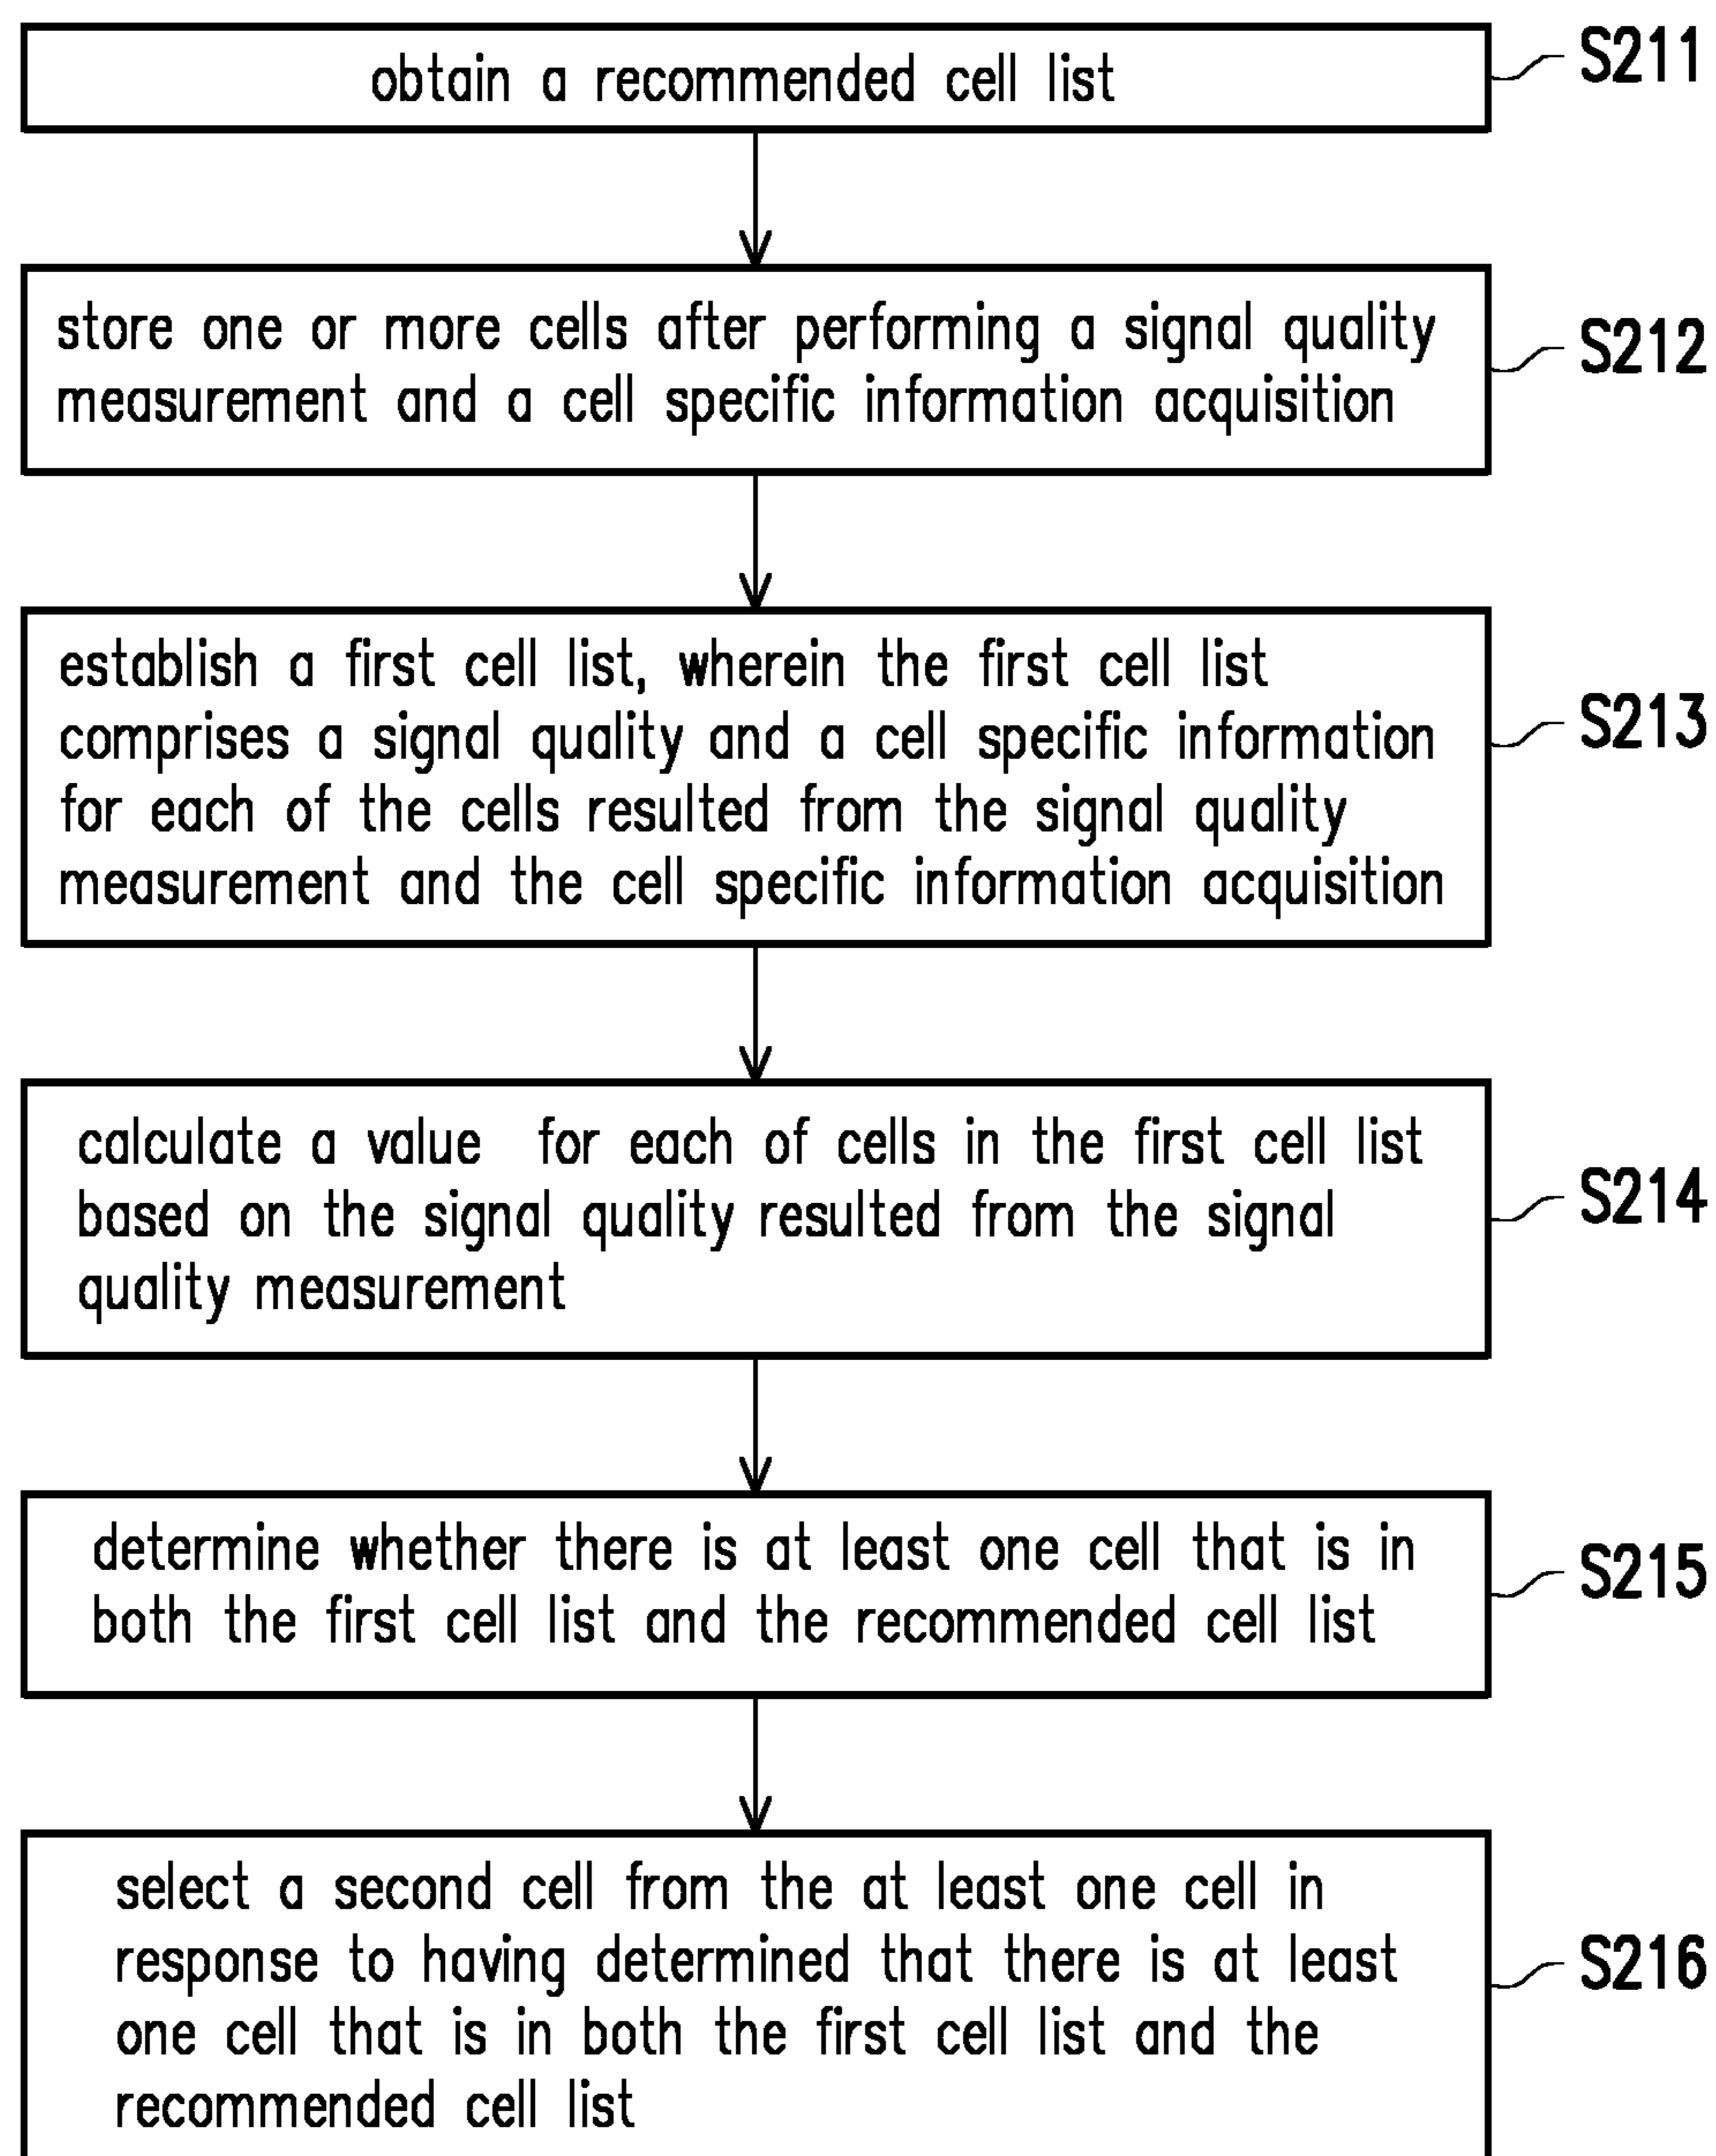 obtain a recommended cell list
S211
store one or more cells after performing a signal quality
measurement and a cell specific information acquisition
S212
establish a first cell list, wherein the first cell list
comprises a signal quality and a cell specific information
for each of the cells resulted from the signal quality
measurement and the cell specific information acquisition
S213
calculate a value for each of cells in the first cell list
based on the signal quality resulted from the signal
quality measurement
S214
determine whether there is at least one cell that is in
both the first cell list and the recommended cell list
S215
select a second cell from the at least one cell in
response to having determined that there is at least
one cell that is in both the first cell list and the
recommended cell list
S216